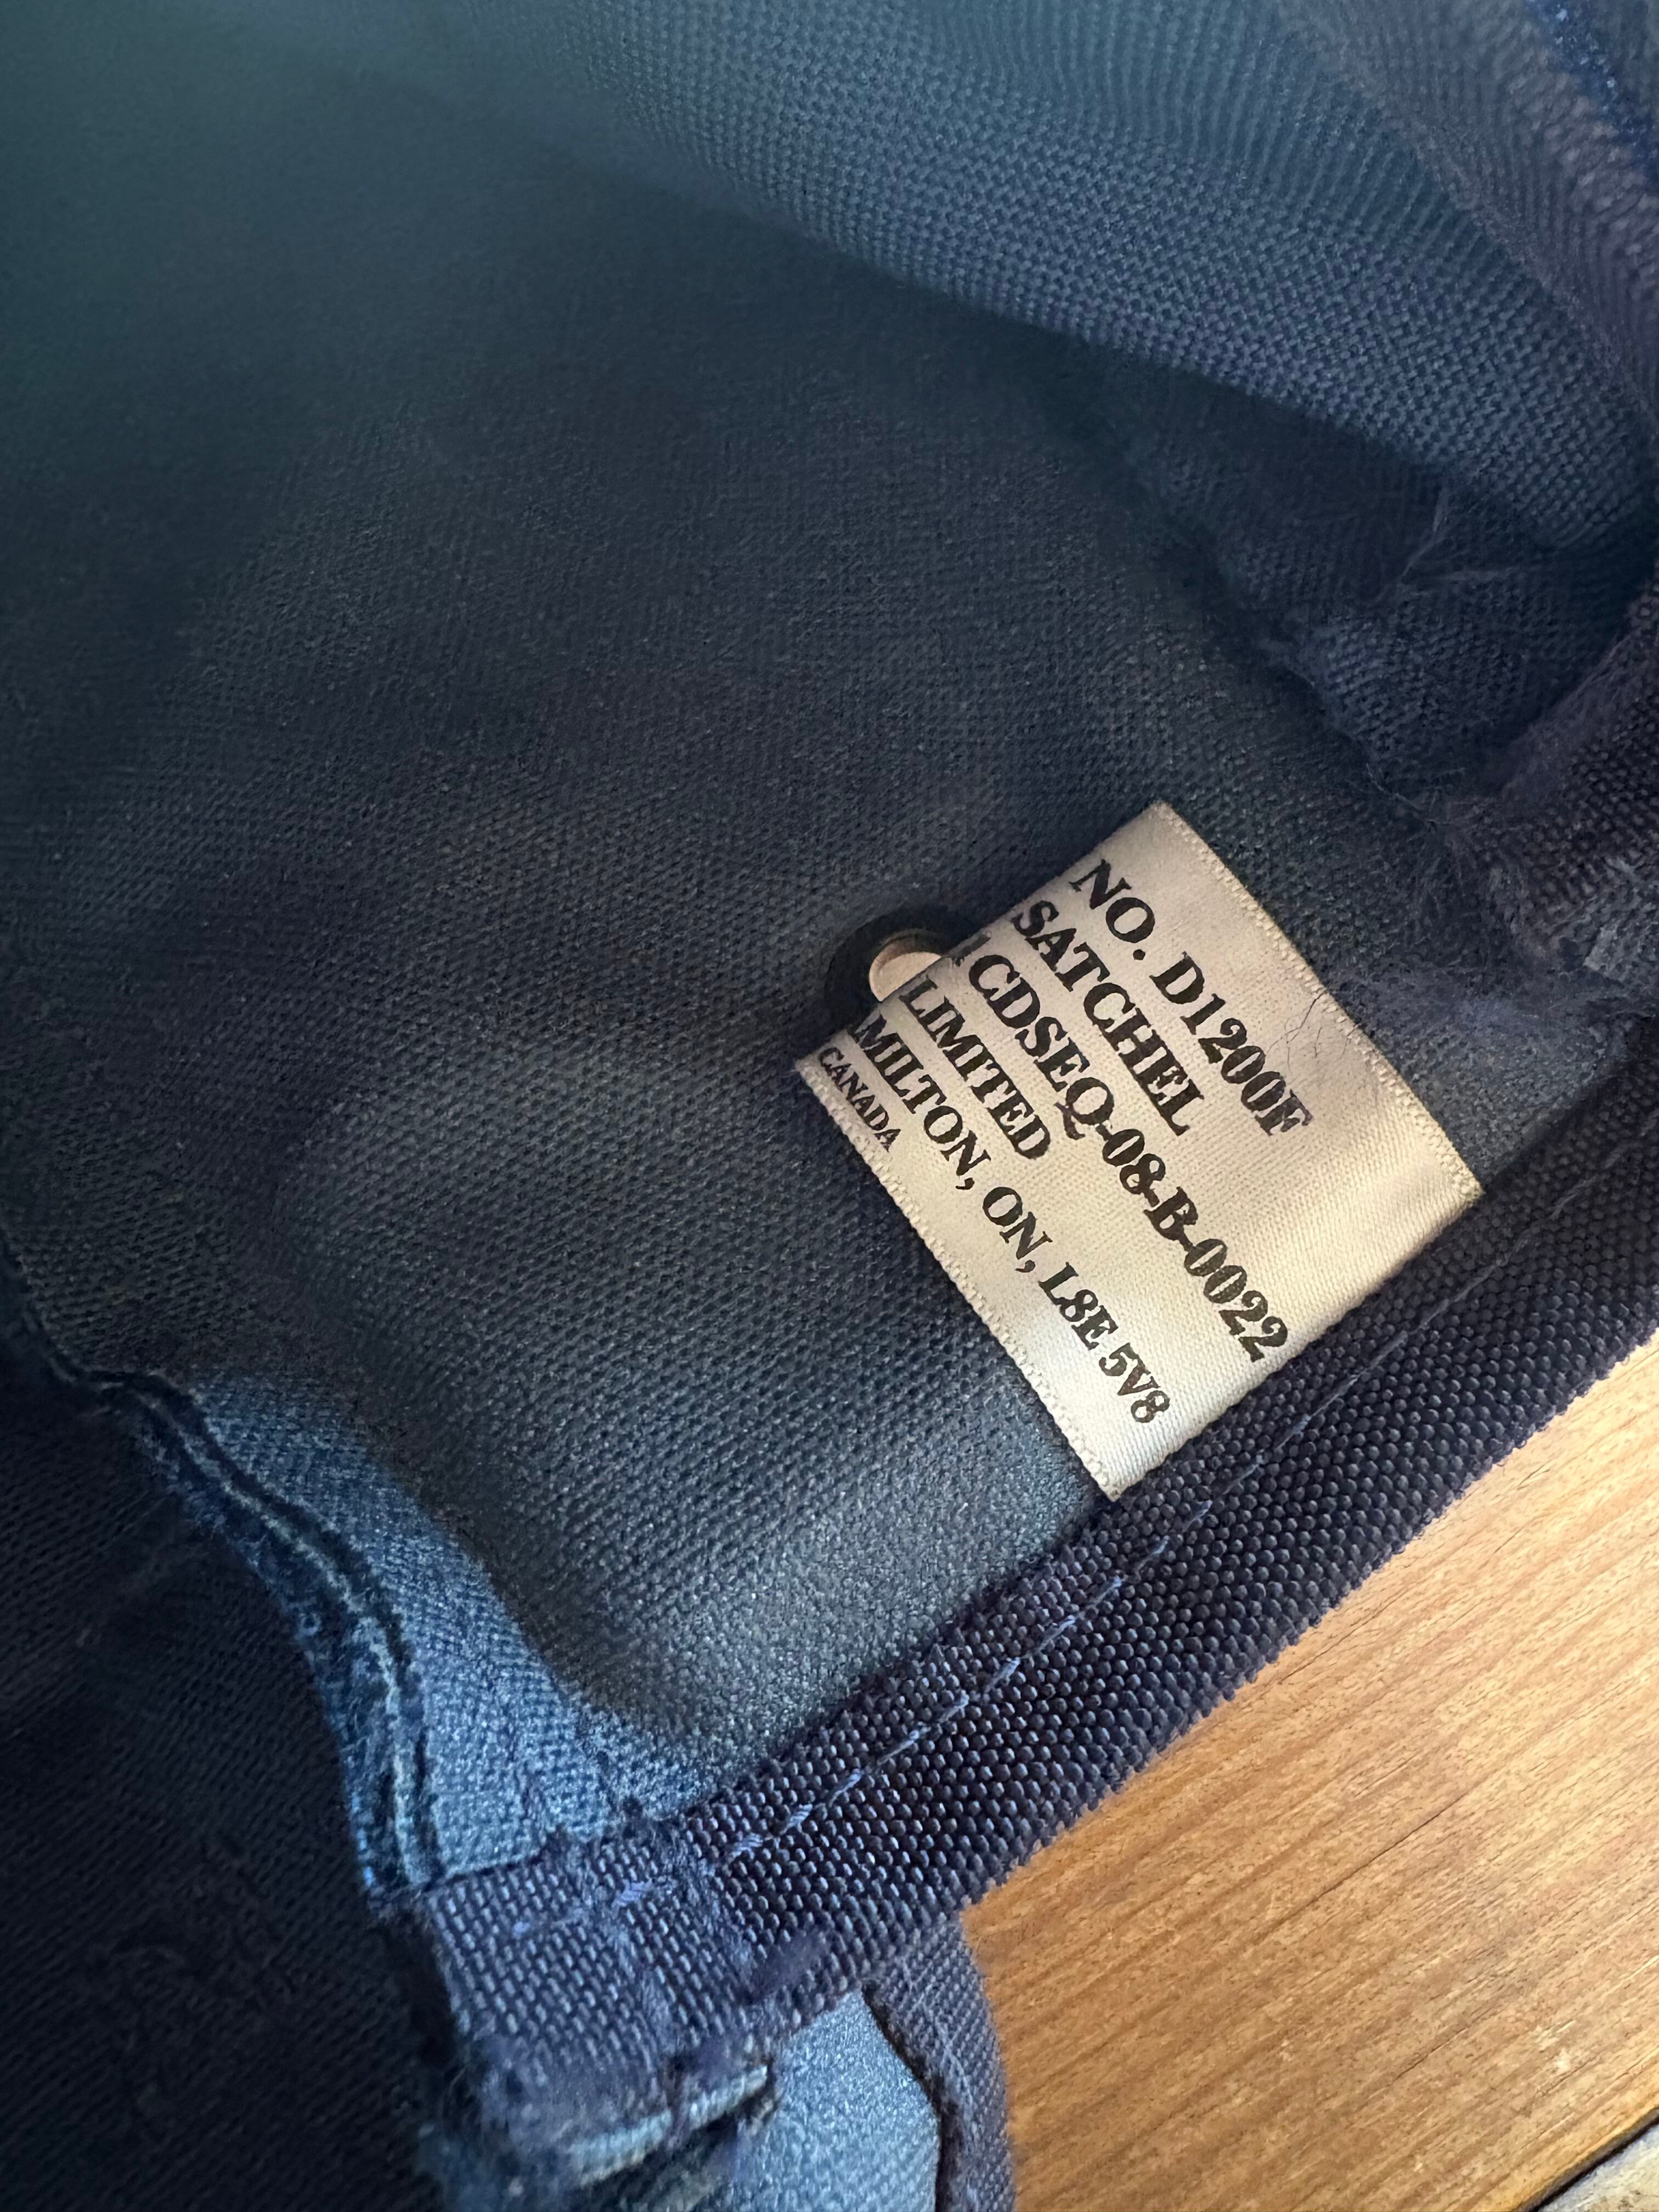 NO. D1200F
SATCHEL
CDSEQ-08-B-0022
LIMITED
MILTON, ON, L8E 5V8
CANADA